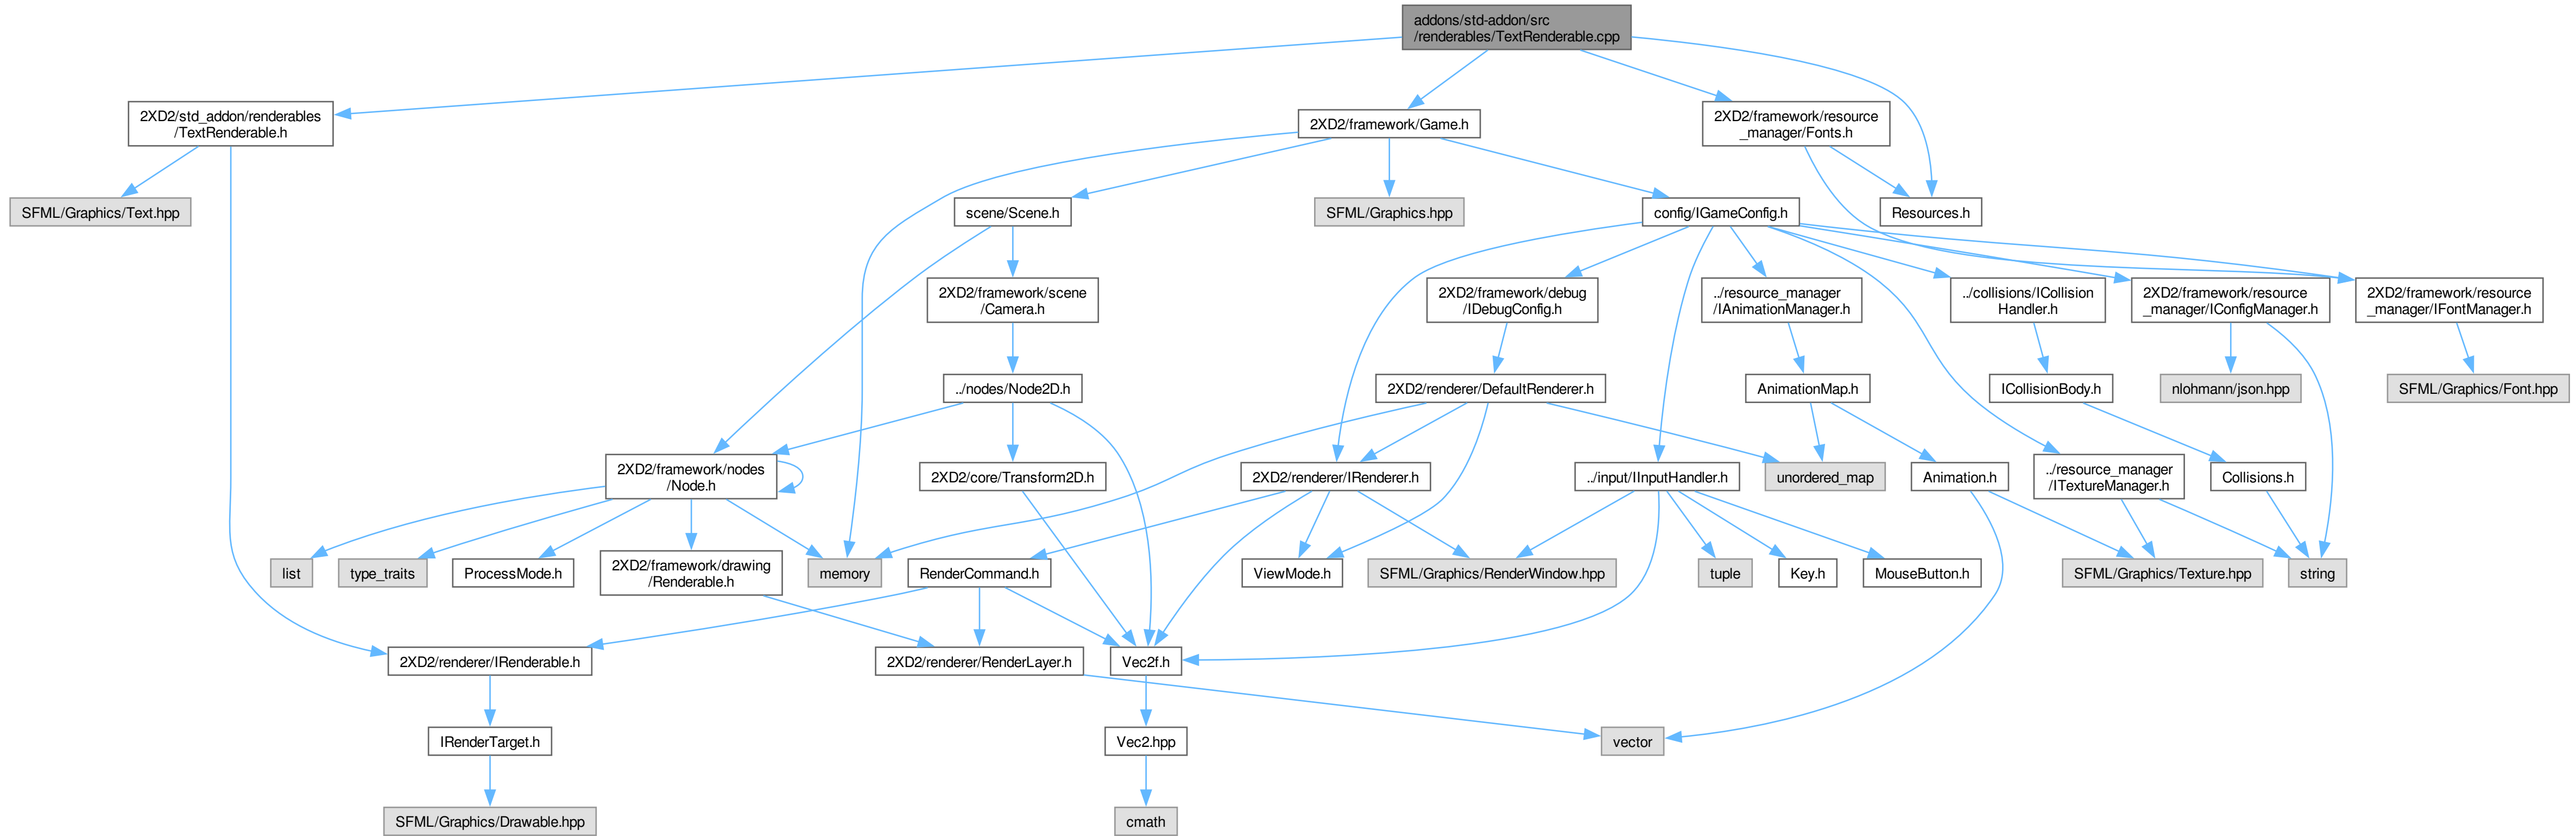 addons/std-addon/src
/renderables/TextRenderable.cpp
2XD2/std_addon/renderables
/TextRenderable.h
2XD2/framework/Game.h
2XD2/framework/resource
_manager/Fonts.h
SFML/Graphics/Text.hpp
scene/Scene.h
SFML/Graphics.hpp
config/IGameConfig.h
Resources.h
2XD2/framework/scene
/Camera.h
2XD2/framework/debug
/IDebugConfig.h
../resource_manager
/IAnimationManager.h
../collisions/ICollision
Handler.h
2XD2/framework/resource
_manager/IConfigManager.h
2XD2/framework/resource
_manager/IFontManager.h
../nodes/Node2D.h
2XD2/renderer/DefaultRenderer.h
AnimationMap.h
ICollisionBody.h
nlohmann/json.hpp
SFML/Graphics/Font.hpp
2XD2/framework/nodes
/Node.h
2XD2/core/Transform2D.h
2XD2/renderer/IRenderer.h
../input/IInputHandler.h
unordered_map
Animation.h
../resource_manager
/ITextureManager.h
Collisions.h
list
type_traits
ProcessMode.h
2XD2/framework/drawing
/Renderable.h
memory
RenderCommand.h
ViewMode.h
SFML/Graphics/RenderWindow.hpp
tuple
Key.h
MouseButton.h
SFML/Graphics/Texture.hpp
string
2XD2/renderer/IRenderable.h
2XD2/renderer/RenderLayer.h
Vec2f.h
IRenderTarget.h
Vec2.hpp
vector
SFML/Graphics/Drawable.hpp
cmath